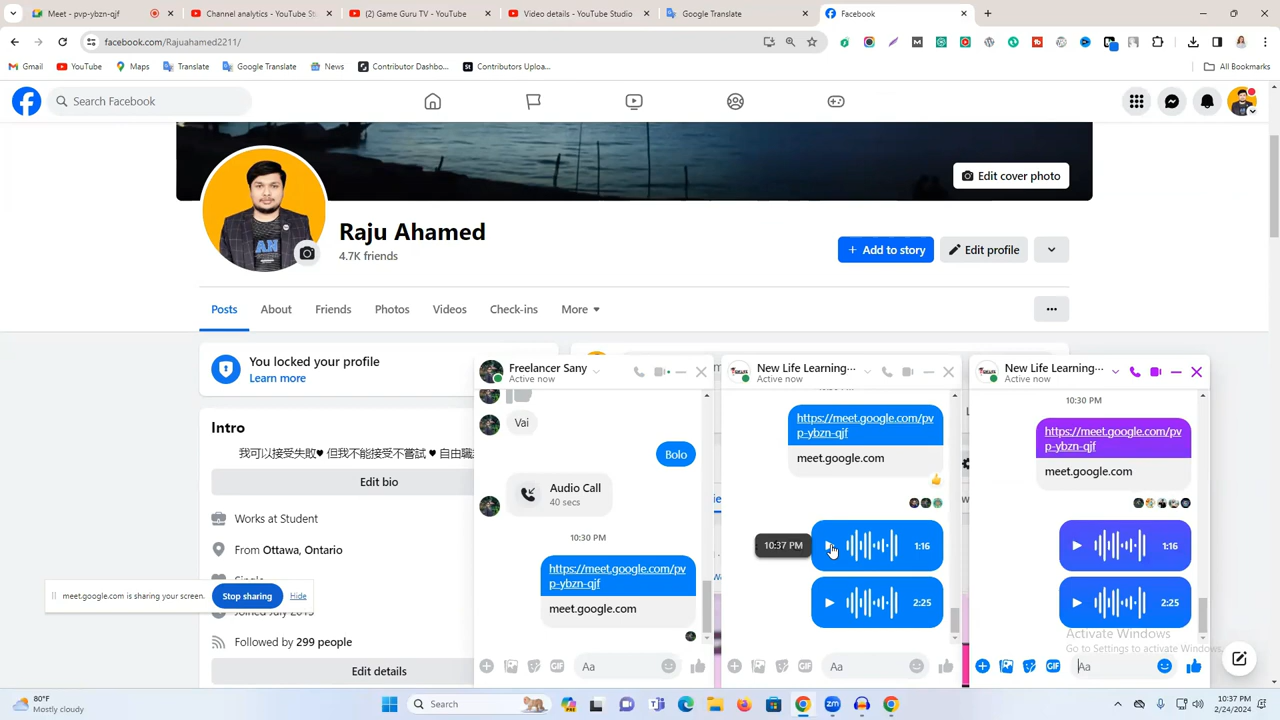 Meet - pvp-ybzn-qjf
Channel analytics - YouTube St
(2) Game Guru TV - YouTube
Video details - YouTube Studio
Google Translate
Facebook
facebook.com/Rajuahamed2211/
Gmail
YouTube
Maps
Translate
Google Translate
News
Contributor Dashbo...
Contributors Uploa...
All Bookmarks
Search Facebook
Edit cover photo
Raju Ahamed
4.7K friends
+ Add to story
Edit profile
Posts
About
Friends
Photos
Videos
Check-ins
More
You locked your profile
Learn more
Intro
我可以接受失敗♥ 但我不能接受不嘗試 ♥ 自由職
Edit bio
Works at Student
From Ottawa, Ontario
Single
Joined July 2015
Followed by 299 people
Edit details
meet.google.com is sharing your screen.
Stop sharing
Hide
Freelancer Sany
Active now
Vai
Bolo
Audio Call
40 secs
10:30 PM
https://meet.google.com/pv
p-ybzn-qjf
meet.google.com
GIF
Aa
New Life Learning...
Active now
https://meet.google.com/pv
p-ybzn-qjf
meet.google.com
10:37 PM
1:16
2:25
GIF
Aa
New Life Learning...
Active now
10:30 PM
https://meet.google.com/pv
p-ybzn-qjf
meet.google.com
1:16
2:25
GIF
Aa
Activate Windows
Go to Settings to activate Windows.
80°F
Mostly cloudy
Search
10:37 PM
2/24/2024